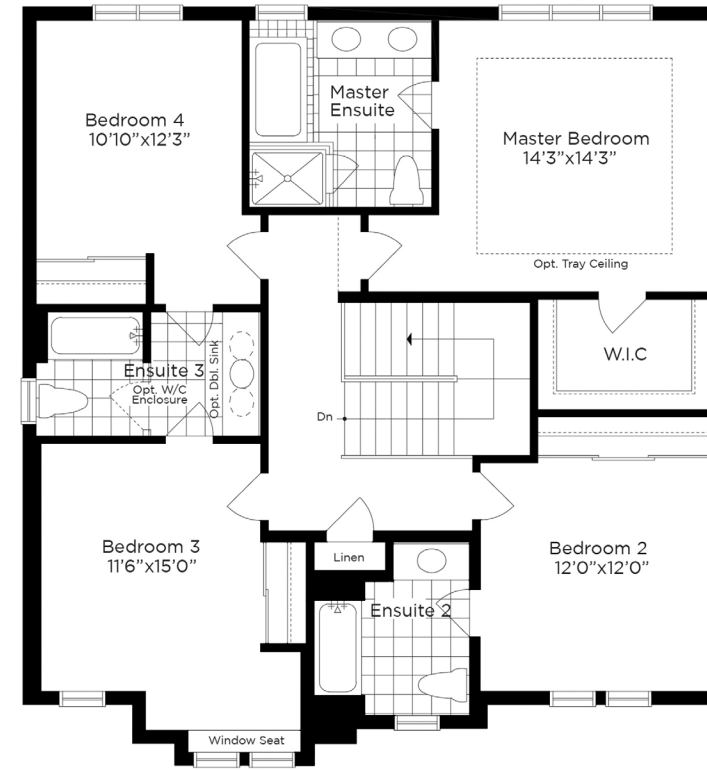 Bedroom 4
10'10”x12'3”
Master
Ensuite
Master Bedroom
14'3”x14'3”
Opt. Tray Ceiling
W.I.C
Ensuite 3
Opt. W/C
Enclosure
Opt. Dbl. Sink
Dn
Bedroom 3
11'6”x15'0”
Linen
Ensuite 2
Bedroom 2
12'0”x12'0”
Window Seat